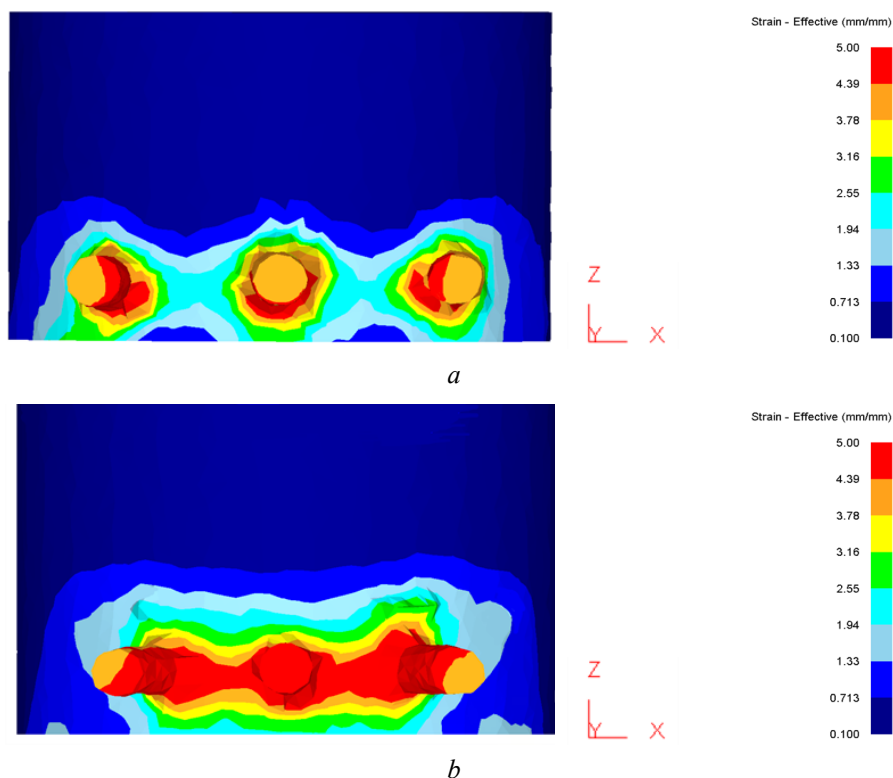 Strain - Effective (mm/mm)
5.00
4.39
3.78
3.16
2.55
1.94
1.33
0.713
0.100
Z
Y X
a
Strain - Effective (mm/mm)
5.00
4.39
3.78
3.16
2.55
1.94
1.33
0.713
0.100
Z
Y X
b